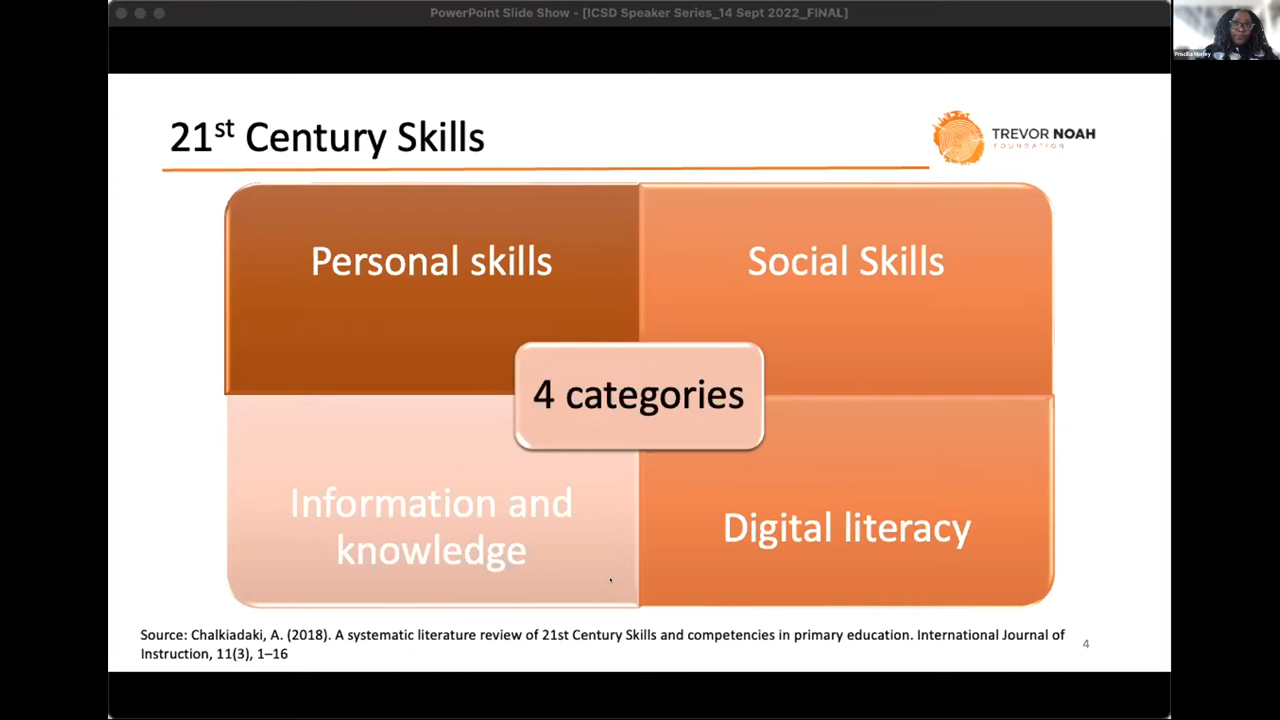 PowerPoint Slide Show - [ICSD Speaker Series_14 Sept 2022_FINAL]
Priscilla Monley
21st Century Skills
TREVOR NOAH
FOUNDATION
Personal skills
Social Skills
4 categories
Information and
knowledge
Digital literacy
Source: Chalkiadaki, A. (2018). A systematic literature review of 21st Century Skills and competencies in primary education. International Journal of
Instruction, 11(3), 1–16
4